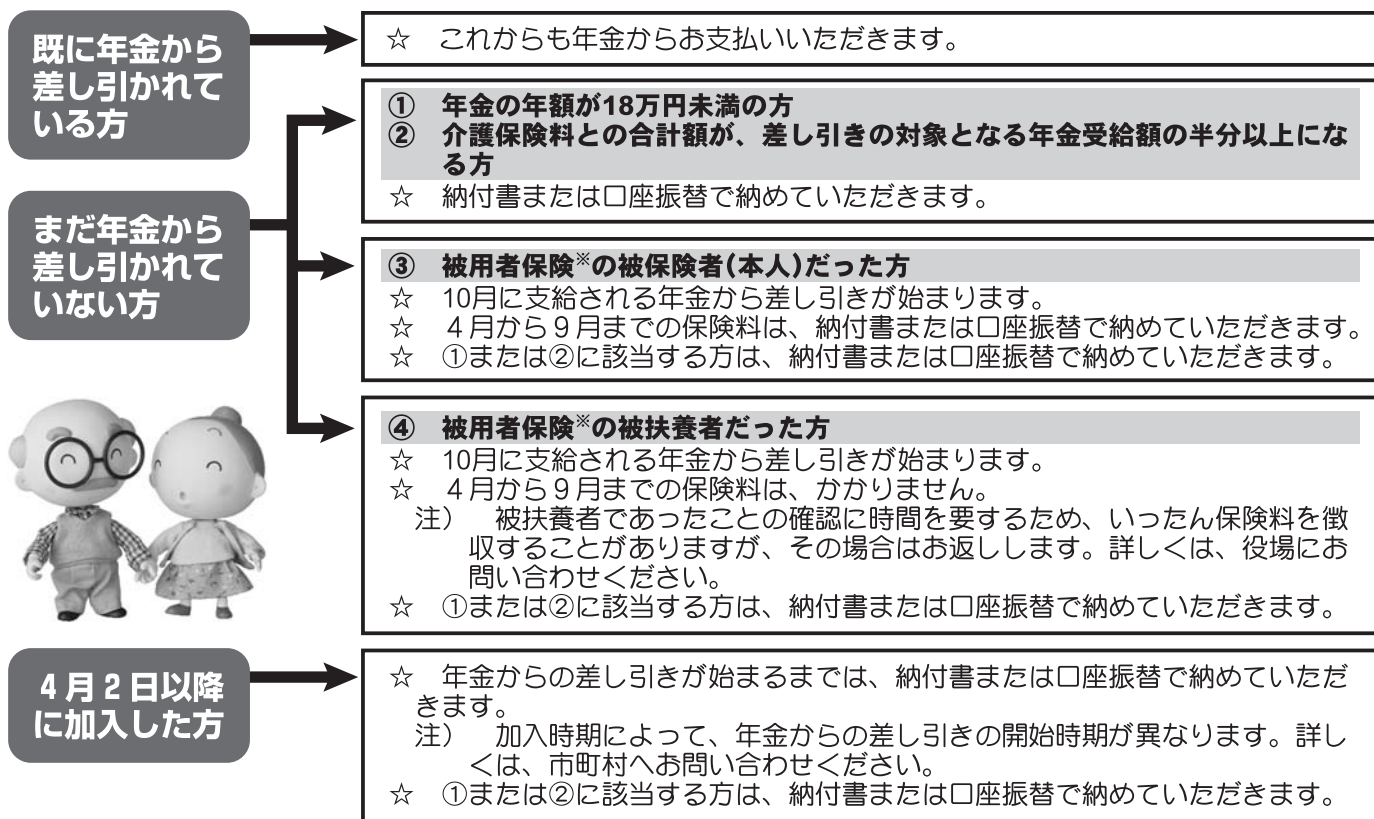 既に年金から
差し引かれて
いる方
☆ これからも年金からお支払いいただきます。
まだ年金から
差し引かれて
いない方
① 年金の年額が18万円未満の方
② 介護保険料との合計額が、差し引きの対象となる年金受給額の半分以上にな
る方
☆ 納付書または口座振替で納めていただきます。
③ 被用者保険※の被保険者(本人)だった方
☆ 10月に支給される年金から差し引きが始まります。
☆ 4月から9月までの保険料は、納付書または口座振替で納めていただきます。
☆ ①または②に該当する方は、納付書または口座振替で納めていただきます。
④ 被用者保険※の被扶養者だった方
☆ 10月に支給される年金から差し引きが始まります。
☆ 4月から9月までの保険料は、かかりません。
注) 被扶養者であったことの確認に時間を要するため、いったん保険料を徴
収することがありますが、その場合はお返しします。詳しくは、役場にお
問い合わせください。
☆ ①または②に該当する方は、納付書または口座振替で納めていただきます。
4月2日以降
に加入した方
☆ 年金からの差し引きが始まるまでは、納付書または口座振替で納めていただ
きます。
注) 加入時期によって、年金からの差し引きの開始時期が異なります。詳し
くは、市町村へお問い合わせください。
☆ ①または②に該当する方は、納付書または口座振替で納めていただきます。